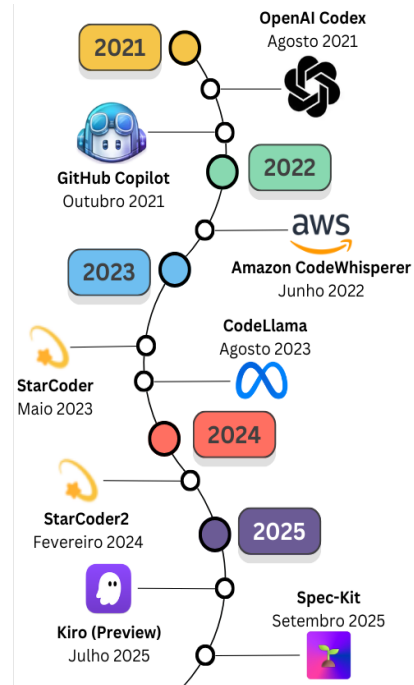 OpenAI Codex
Agosto 2021
2021
GitHub Copilot
Outubro 2021
2022
aws
Amazon CodeWhisperer
Junho 2022
2023
CodeLlama
Agosto 2023
StarCoder
Maio 2023
2024
StarCoder2
Fevereiro 2024
2025
Kiro (Preview)
Julho 2025
Spec-Kit
Setembro 2025